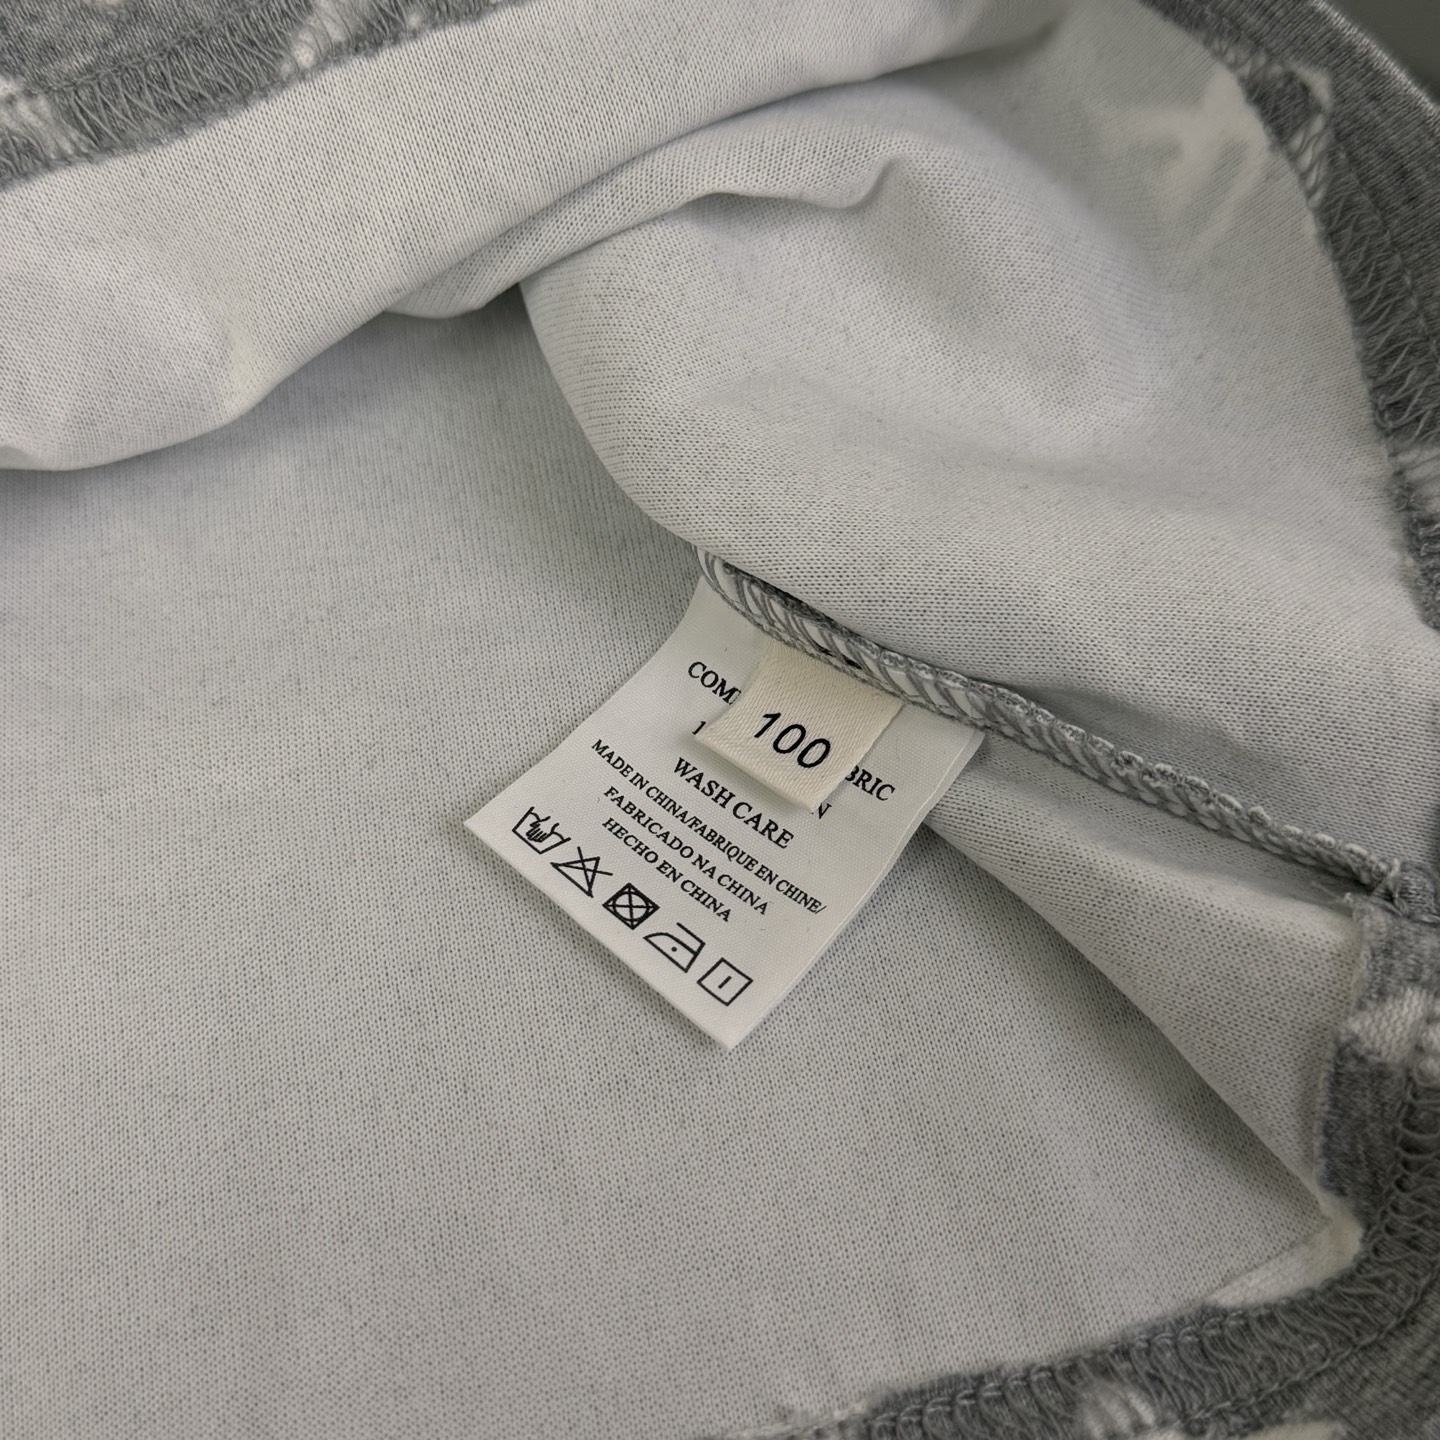 100
WASH CARE
MADE IN CHINA/FABRIQUE EN CHINE/
FABRICADO NA CHINA
HECHO EN CHINA